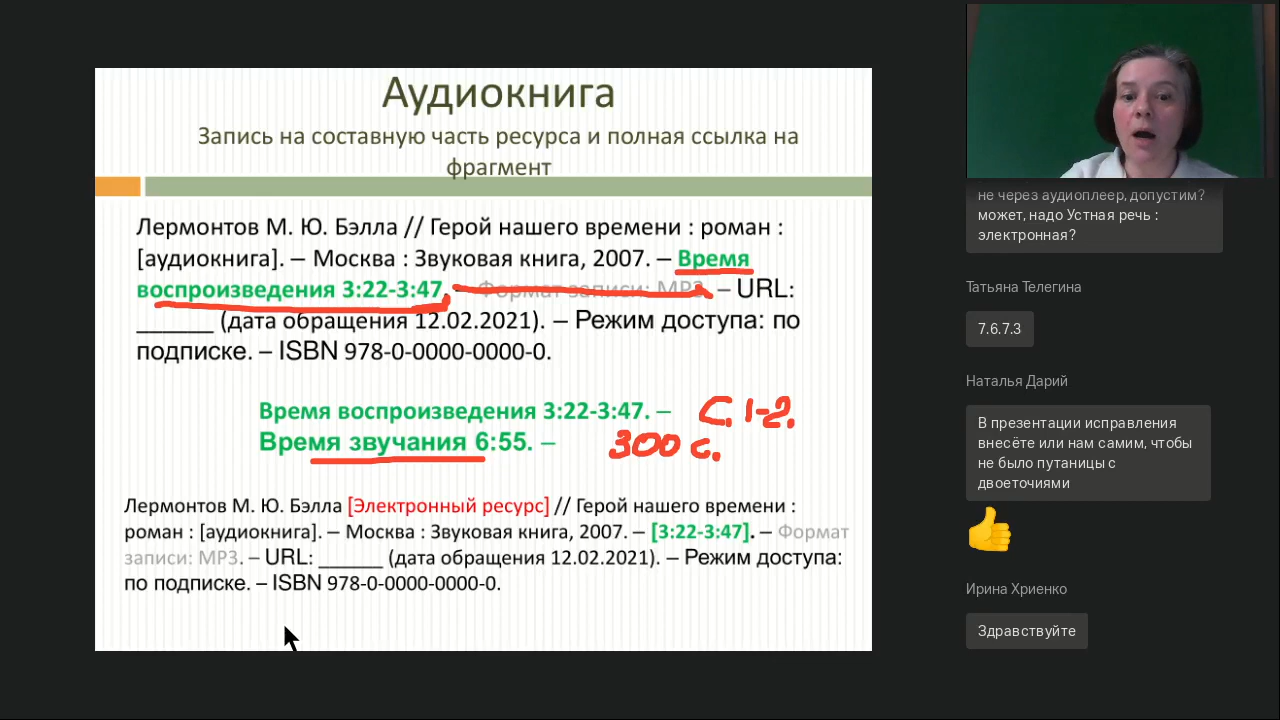 Аудиокнига
Запись на составную часть ресурса и полная ссылка на
фрагмент
Лермонтов М. Ю. Бэлла // Герой нашего времени : роман :
[аудиокнига]. – Москва : Звуковая книга, 2007. – Время
воспроизведения 3:22-3:47. – Формат записи: MP3. – URL:
______ (дата обращения 12.02.2021). – Режим доступа: по
подписке. – ISBN 978-0-0000-0000-0.
Время воспроизведения 3:22-3:47. – С. 1-2.
Время звучания 6:55. – 300 с.
Лермонтов М. Ю. Бэлла [Электронный ресурс] // Герой нашего времени :
роман : [аудиокнига]. – Москва : Звуковая книга, 2007. – [3:22-3:47]. – Формат
записи: MP3. – URL: ______ (дата обращения 12.02.2021). – Режим доступа:
по подписке. – ISBN 978-0-0000-0000-0.
не через аудиоплеер, допустим?
может, надо Устная речь :
электронная?
Татьяна Телегина
7.6.7.3
Наталья Дарий
В презентации исправления
внесёте или нам самим, чтобы
не было путаницы с
двоеточиями
Ирина Хриенко
Здравствуйте